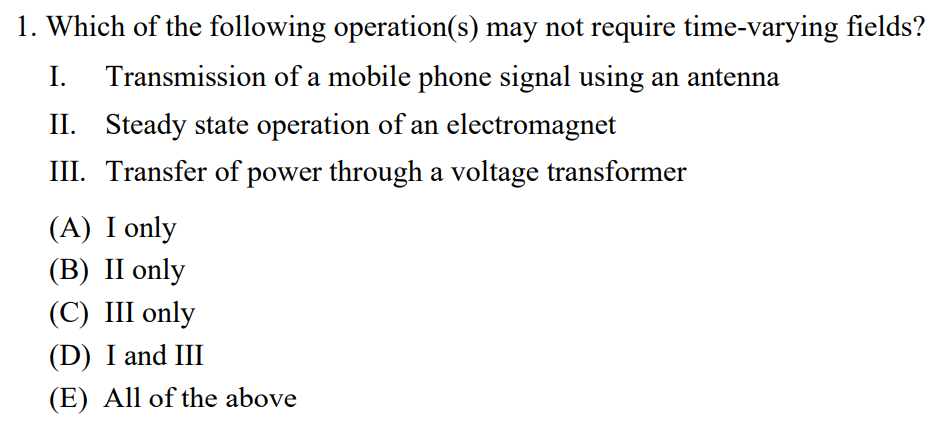 1. Which of the following operation(s) may not require time-varying fields?
I. Transmission of a mobile phone signal using an antenna
II. Steady state operation of an electromagnet
III. Transfer of power through a voltage transformer
(A) I only
(B) II only
(C) III only
(D) I and III
(E) All of the above